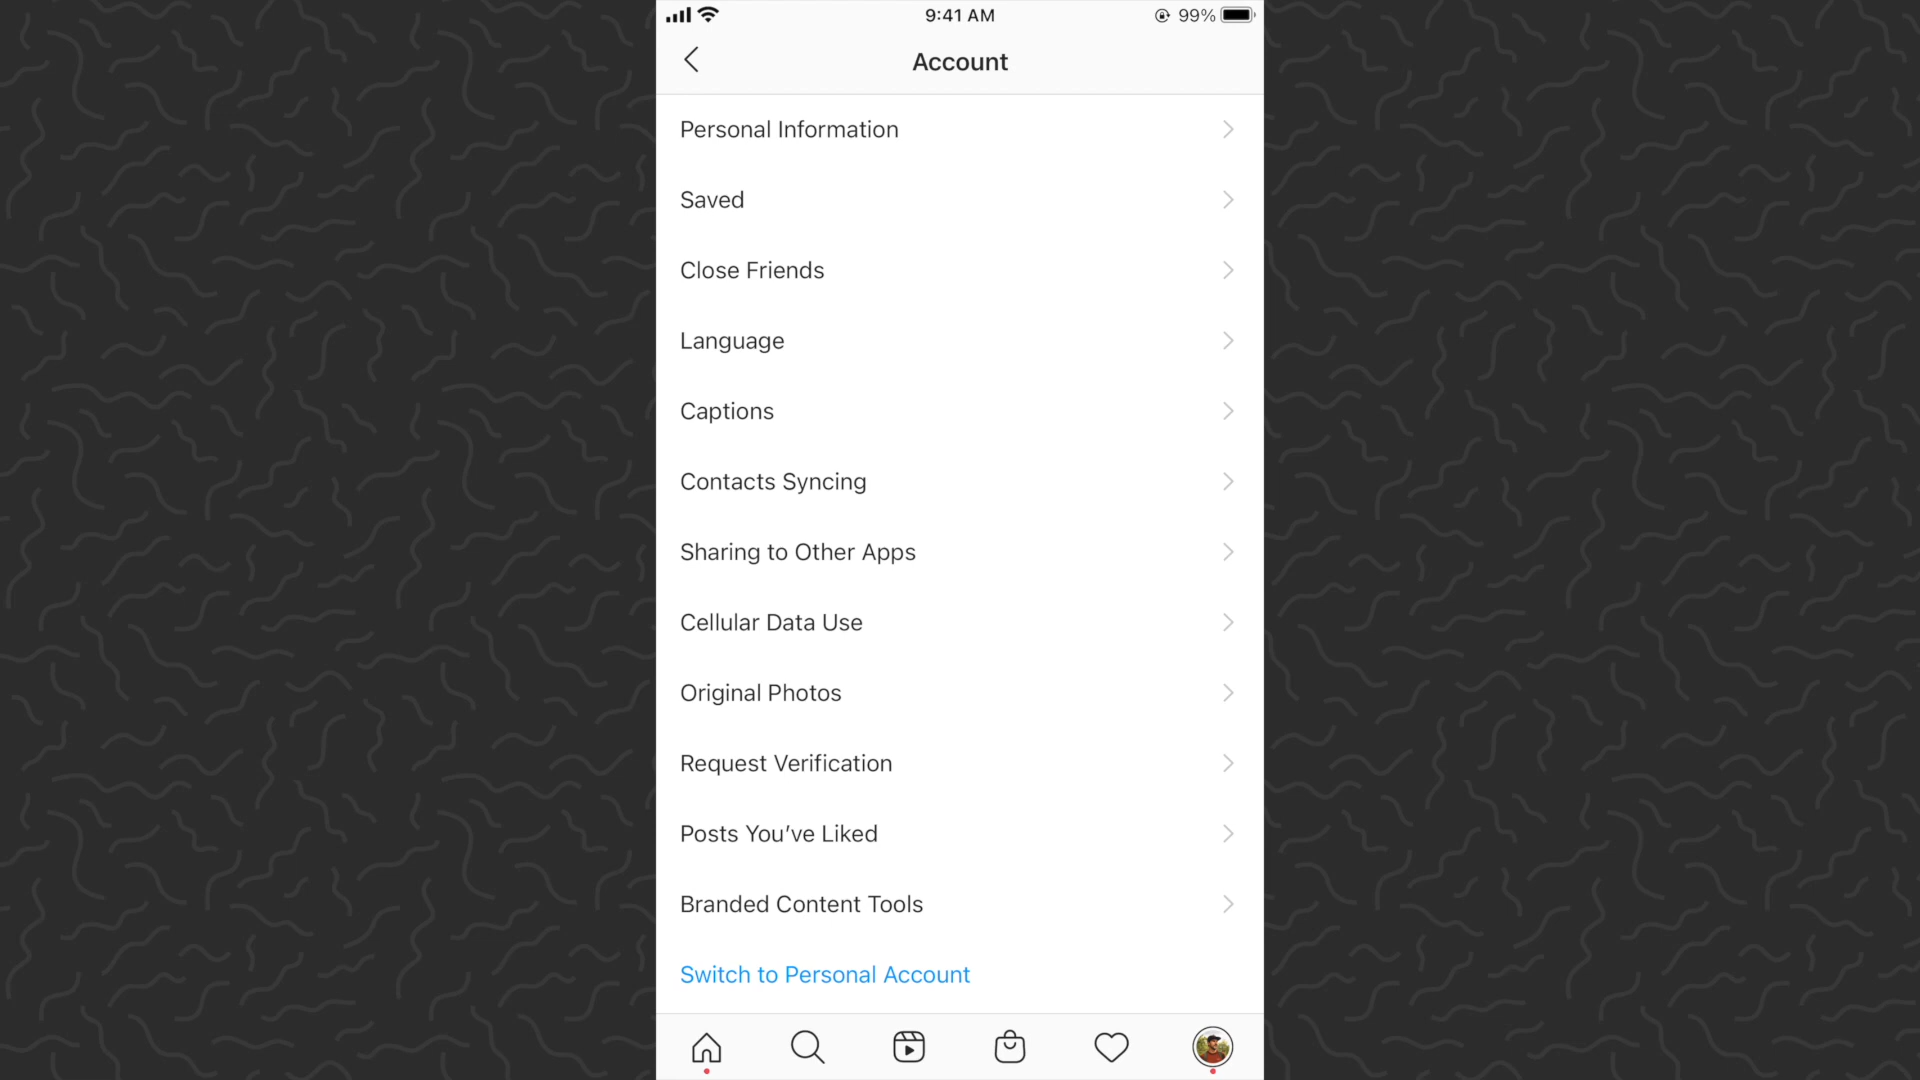 9:41 AM
99%
Account
Personal Information
Saved
Close Friends
Language
Captions
Contacts Syncing
Sharing to Other Apps
Cellular Data Use
Original Photos
Request Verification
Posts You’ve Liked
Branded Content Tools
Switch to Personal Account